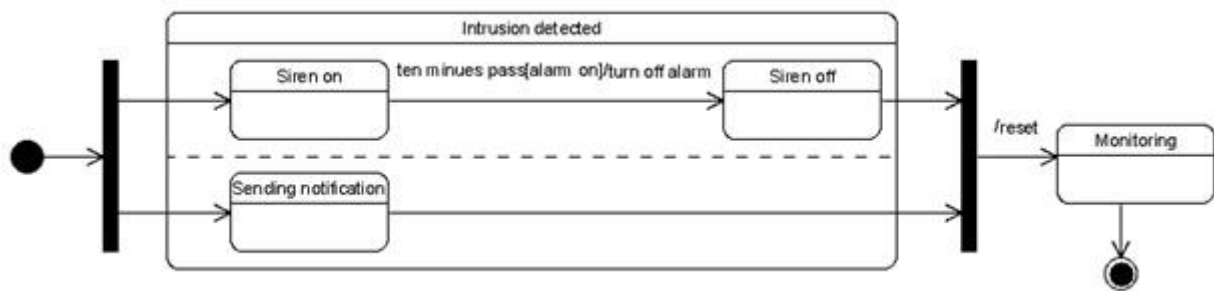 Intrusion detected
Siren on
ten minues pass[alarm on]/turn off alarm
Siren off
/reset
Monitoring
Sending notification